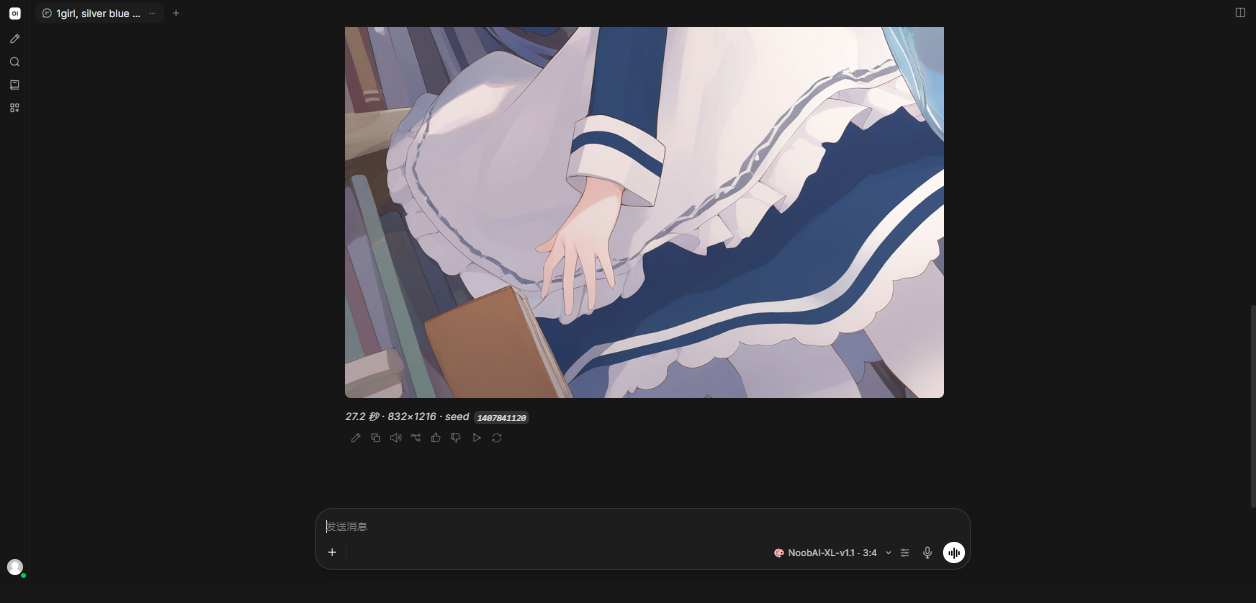 OI
1girl, silver blue ...
27.2 秒 · 832×1216 · seed 1407841120
发送消息
NoobAI-XL-v1.1 · 3:4